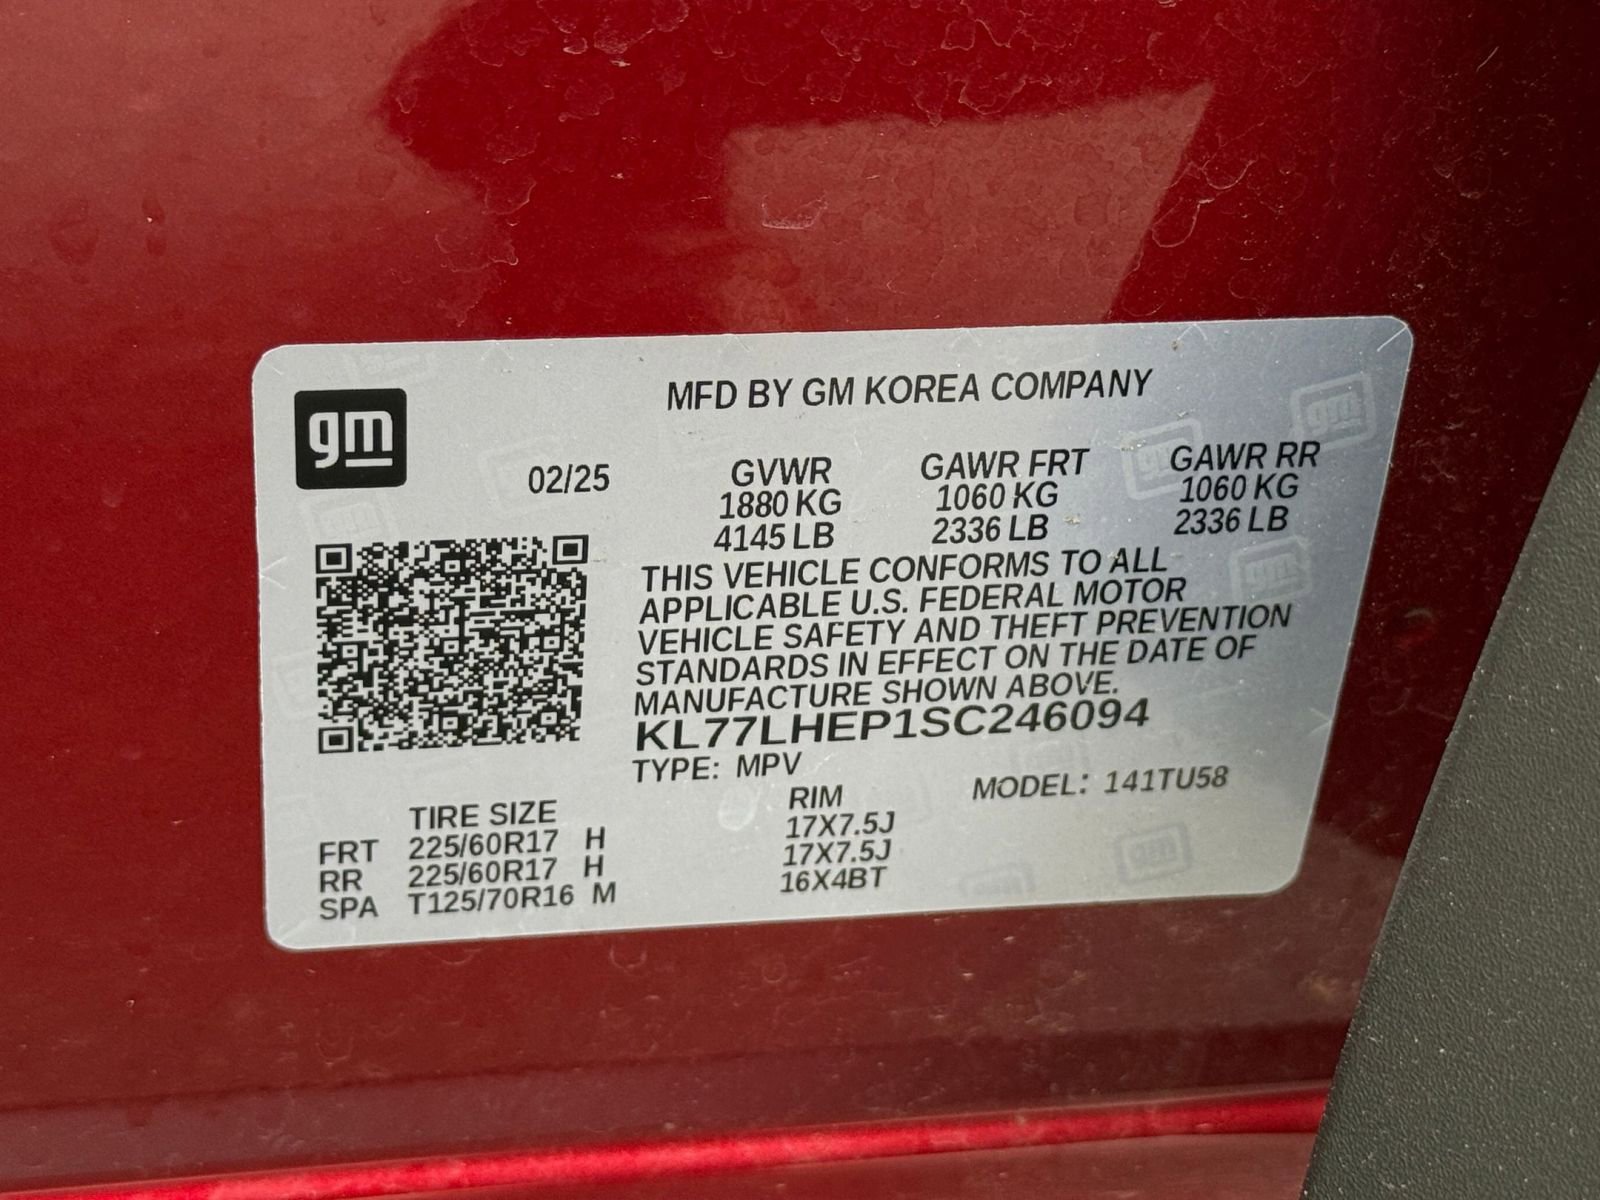 gm
MFD BY GM KOREA COMPANY
02/25 GVWR GAWR FRT GAWR RR
1880 KG 1060 KG 1060 KG
4145 LB 2336 LB 2336 LB
THIS VEHICLE CONFORMS TO ALL
APPLICABLE U.S. FEDERAL MOTOR
VEHICLE SAFETY AND THEFT PREVENTION
STANDARDS IN EFFECT ON THE DATE OF
MANUFACTURE SHOWN ABOVE.
KL77LHEP1SC246094
TYPE: MPV MODEL: 141TU58
TIRE SIZE RIM
FRT 225/60R17 H 17X7.5J
RR 225/60R17 H 17X7.5J
SPA T125/70R16 M 16X4BT